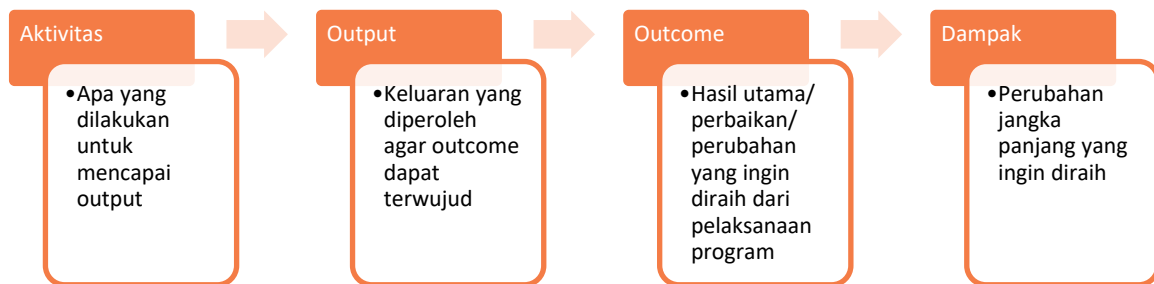 Aktivitas
•Apa yang
dilakukan
untuk
mencapai
output
Output
•Keluaran yang
diperoleh
agar outcome
dapat
terwujud
Outcome
•Hasil utama/
perbaikan/
perubahan
yang ingin
diraih dari
pelaksanaan
program
Dampak
•Perubahan
jangka
panjang yang
ingin diraih